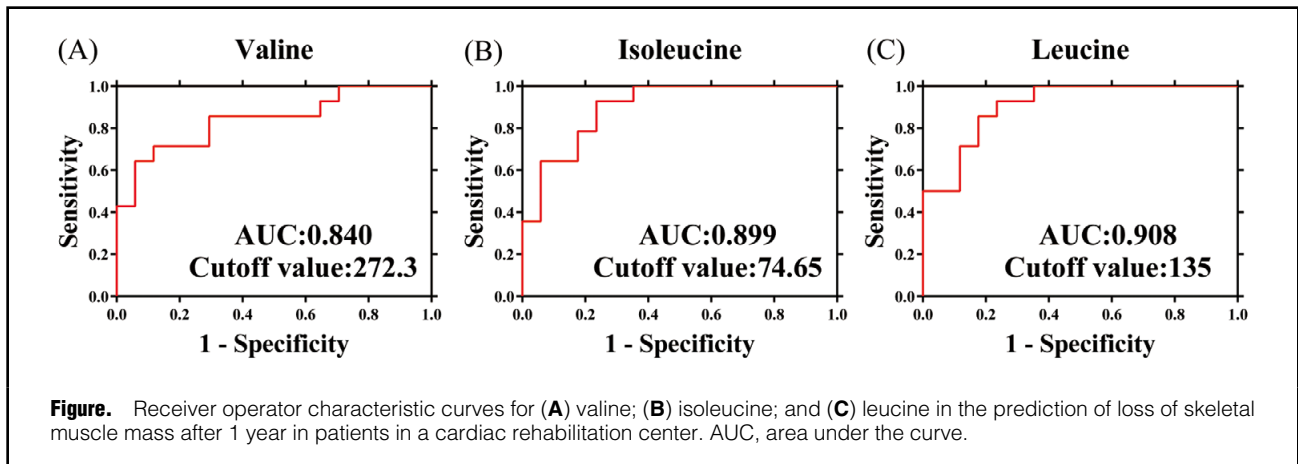 (A) Valine
1.0
0.8
0.6
0.4
0.2
0.0
Sensitivity
0.0 0.2 0.4 0.6 0.8 1.0
1 - Specificity
AUC:0.840
Cutoff value:272.3
(B) Isoleucine
1.0
0.8
0.6
0.4
0.2
0.0
Sensitivity
0.0 0.2 0.4 0.6 0.8 1.0
1 - Specificity
AUC:0.899
Cutoff value:74.65
(C) Leucine
1.0
0.8
0.6
0.4
0.2
0.0
Sensitivity
0.0 0.2 0.4 0.6 0.8 1.0
1 - Specificity
AUC:0.908
Cutoff value:135
Figure. Receiver operator characteristic curves for (A) valine; (B) isoleucine; and (C) leucine in the prediction of loss of skeletal
muscle mass after 1 year in patients in a cardiac rehabilitation center. AUC, area under the curve.